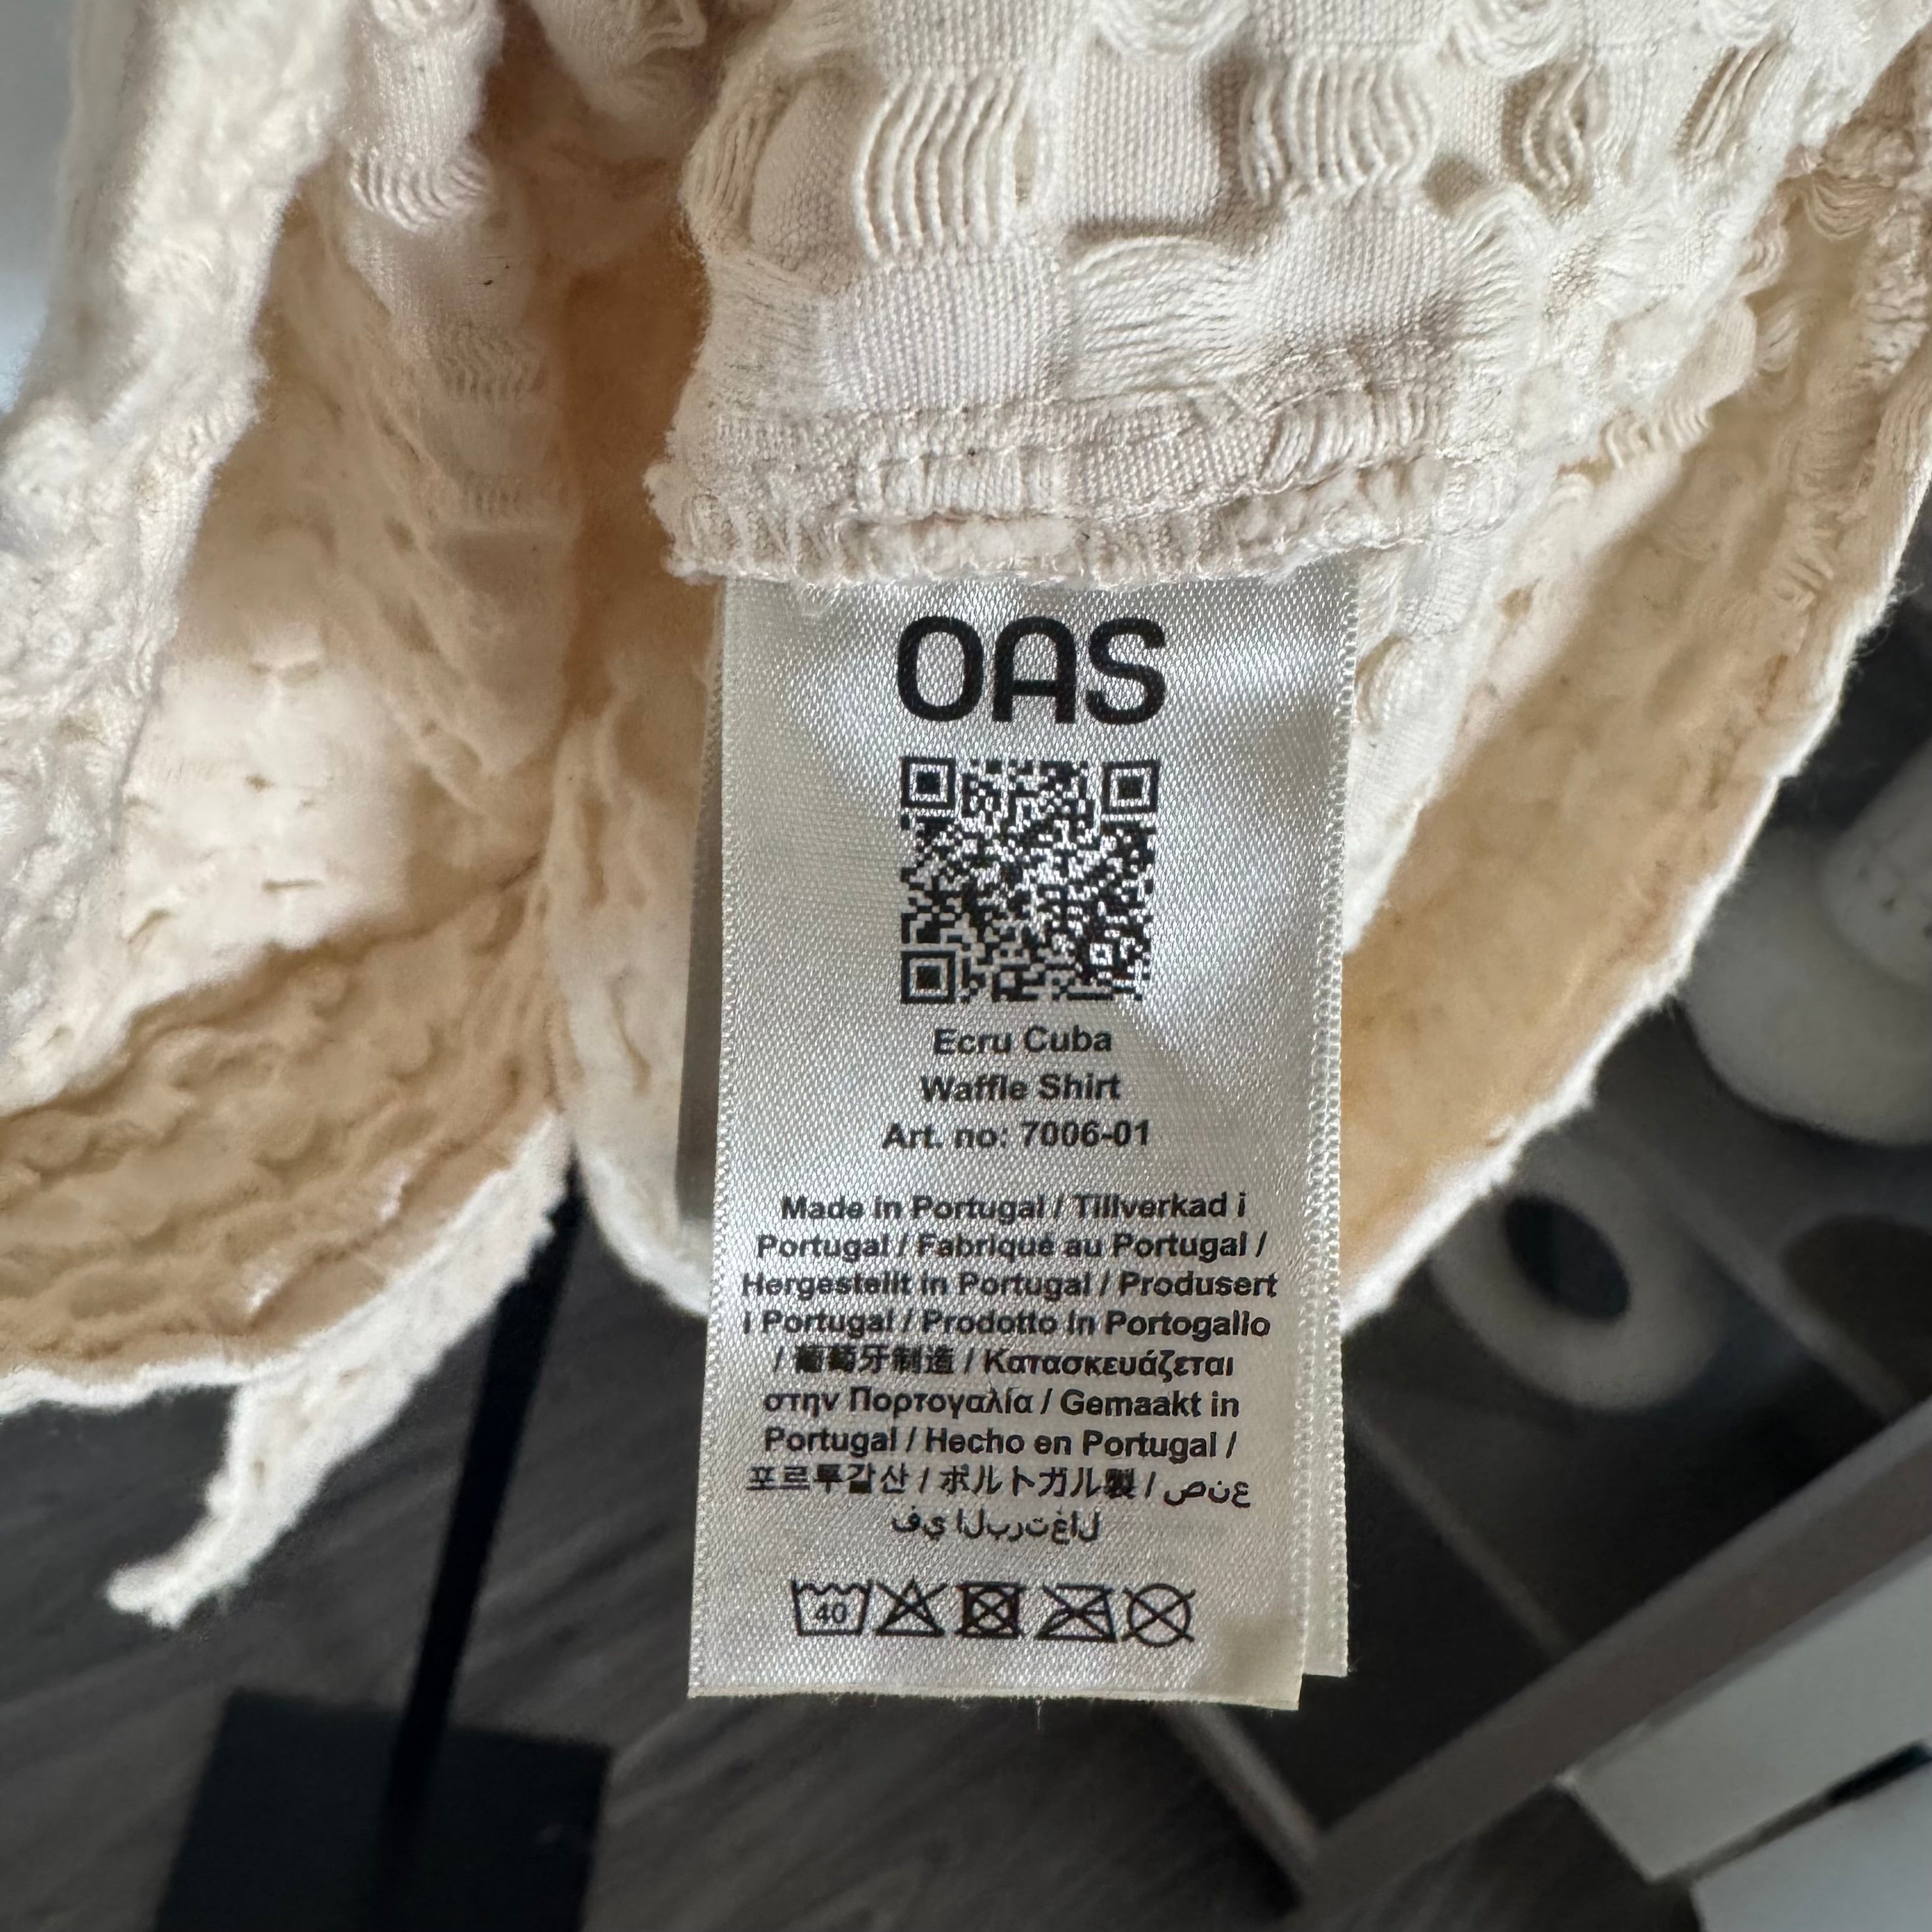 OAS
Ecru Cuba
Waffle Shirt
Art. no: 7006-01
Made in Portugal / Tillverkad i
Portugal / Fabriqué au Portugal /
Hergestellt in Portugal / Produsert
i Portugal / Prodotto in Portogallo
/ 葡萄牙制造 / Κατασκευάζεται
στην Πορτογαλία / Gemaakt in
Portugal / Hecho en Portugal /
포르투갈산 / ポルトガル製 / صنع
في البرتغال
40